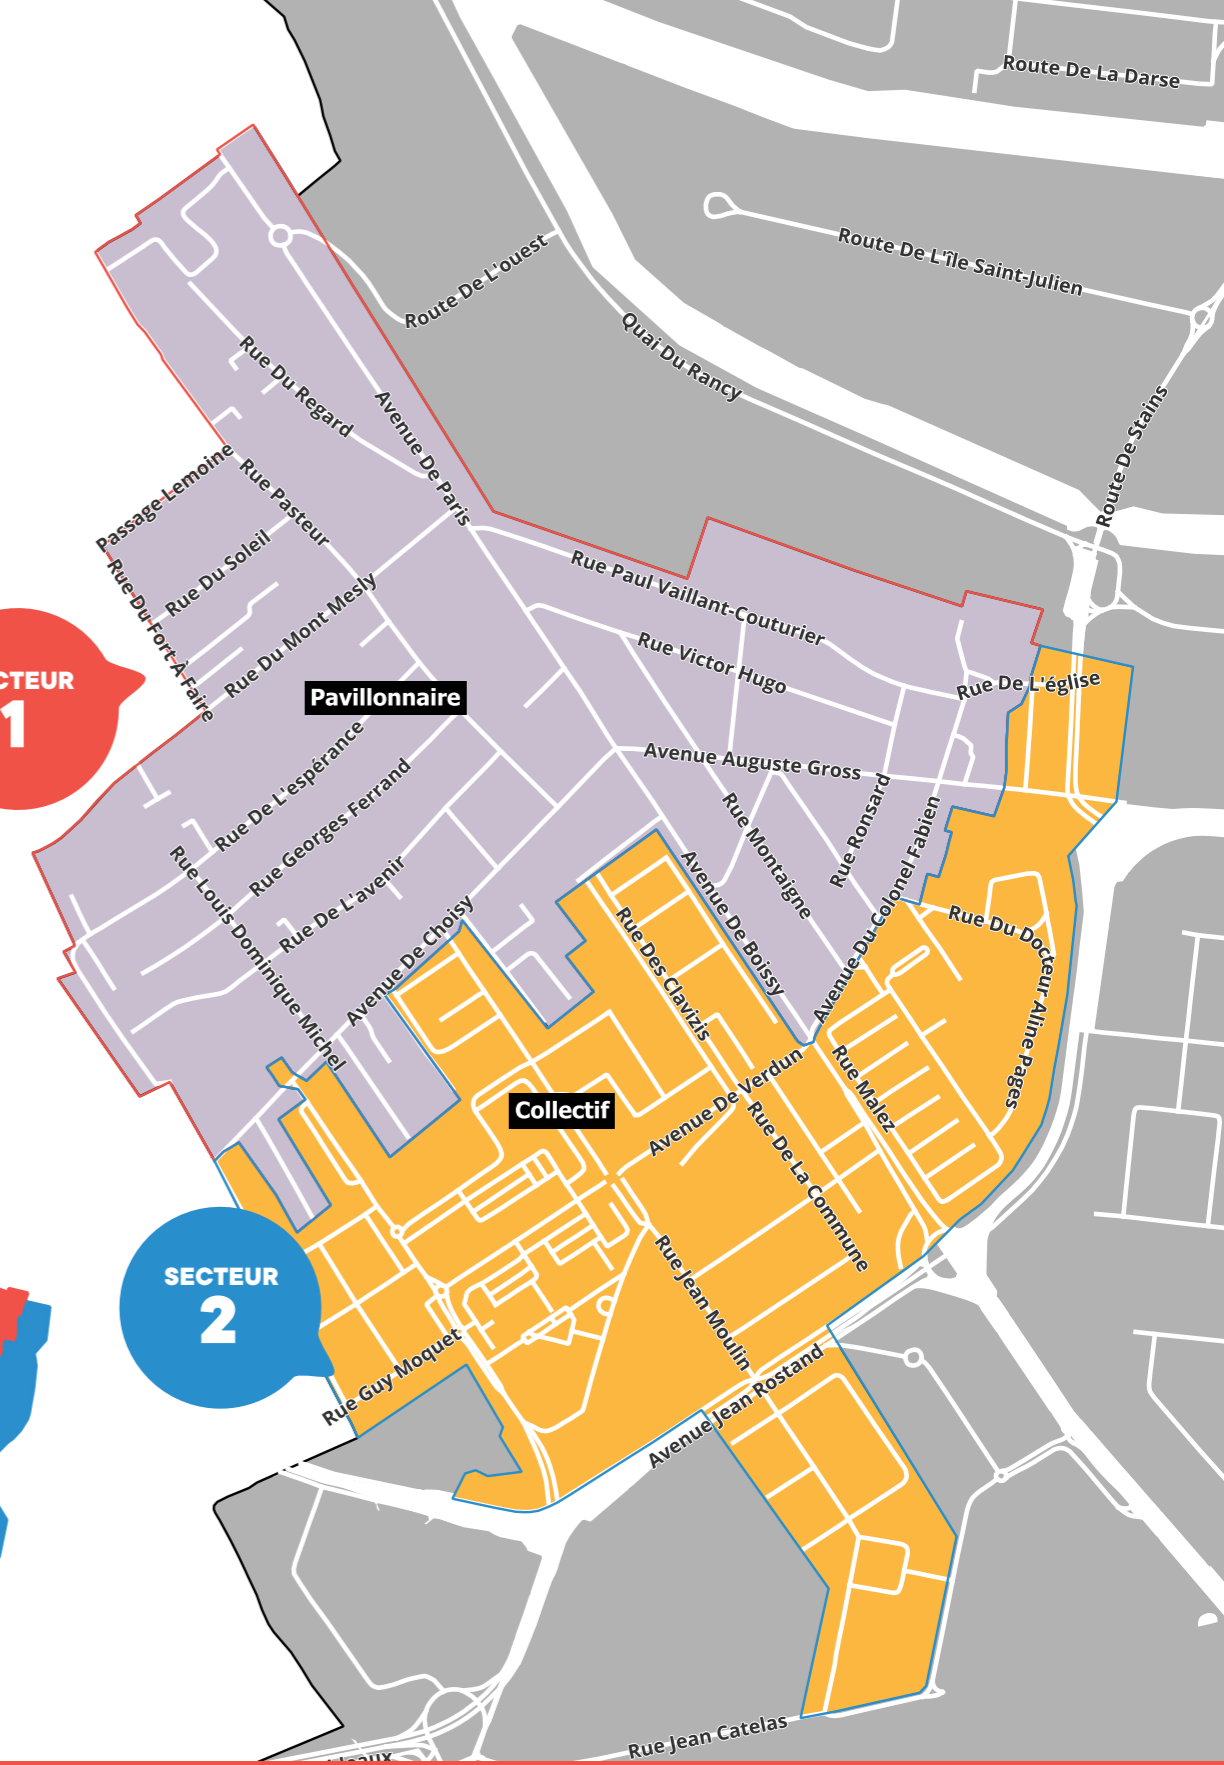 Route De La Darse
Route De L'île Saint-Julien
Route De L'ouest
Quai Du Rancy
Route De Stains
Rue Du Regard
Avenue De Paris
Passage Lemoine
Rue Pasteur
Rue Du Soleil
Rue Du Fort À Faire
Rue Du Mont Mesly
Rue Paul Vaillant-Couturier
Rue Victor Hugo
Rue De L'église
CTEUR
1
Pavillonnaire
Rue De L'espérance
Rue Georges Ferrand
Avenue Auguste Gross
Rue Montaigne
Rue Ronsard
Avenue Du Colonel Fabien
Rue Louis Dominique Michel
Rue De L'avenir
Avenue De Choisy
Avenue De Boissy
Rue Des Clavizis
Rue Du Docteur Aline Pages
Collectif
Avenue De Verdun
Rue Malez
Rue De La Commune
SECTEUR
2
Rue Jean Moulin
Rue Guy Moquet
Avenue Jean Rostand
Rue Jean Catelas